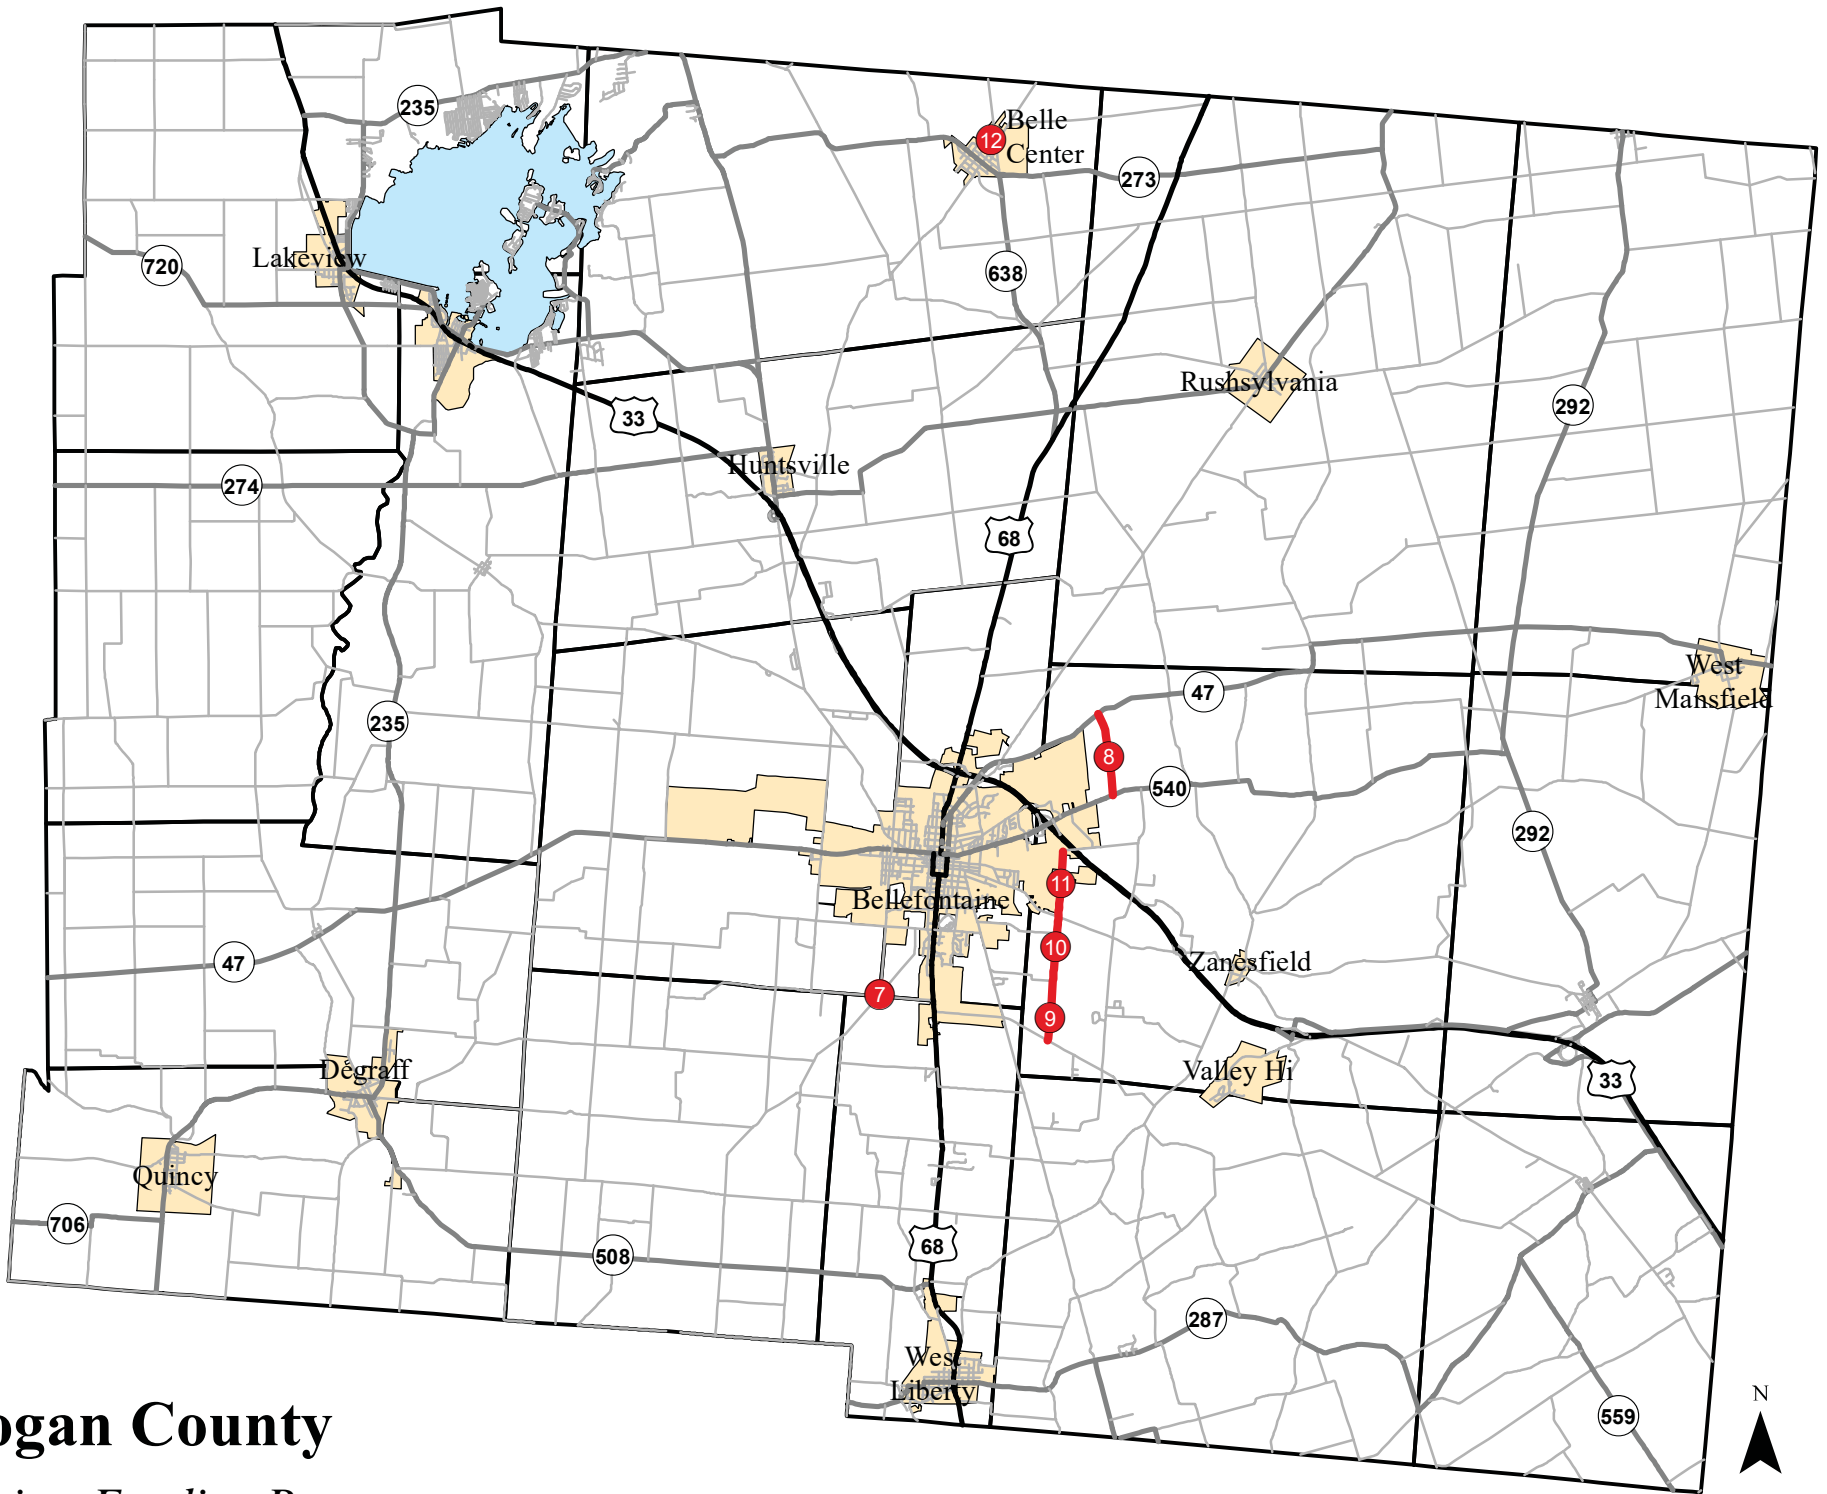 235
12
Belle
Center
273
720
Lakeview
638
Rushsylvania
33
292
Huntsville
274
68
West
Mansfield
47
235
8
540
292
11
Bellefontaine
10
47
Zanesfield
7
9
Degraff
Valley Hi
33
Quincy
706
68
508
287
West
Liberty
N
559
ogan County